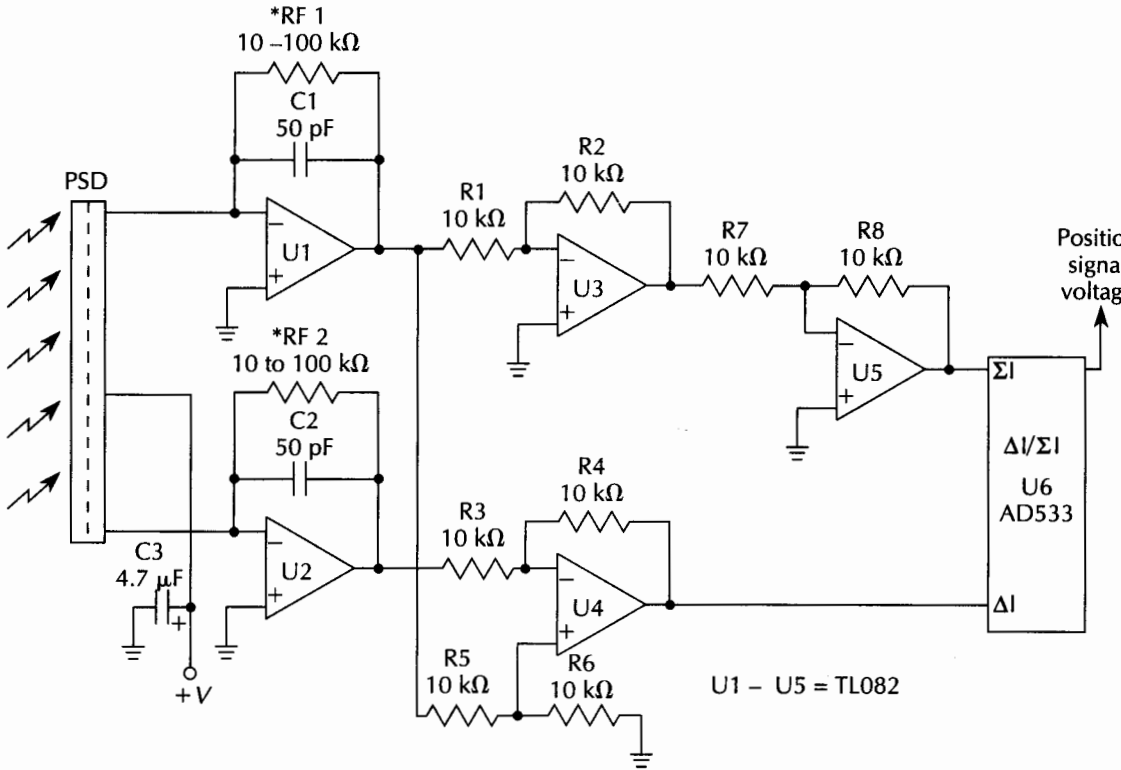 *RF 1
10 –100 kΩ
C1
50 pF
PSD
−
+
U1
R1
10 kΩ
R2
10 kΩ
−
+
U3
R7
10 kΩ
R8
10 kΩ
−
+
U5
*RF 2
10 to 100 kΩ
C2
50 pF
−
+
U2
C3
4.7 μF
+
+V
R3
10 kΩ
R4
10 kΩ
−
+
U4
R5
10 kΩ
R6
10 kΩ
U1 – U5 = TL082
ΣI
ΔI/ΣI
U6
AD533
ΔI
Positio
signa
voltag